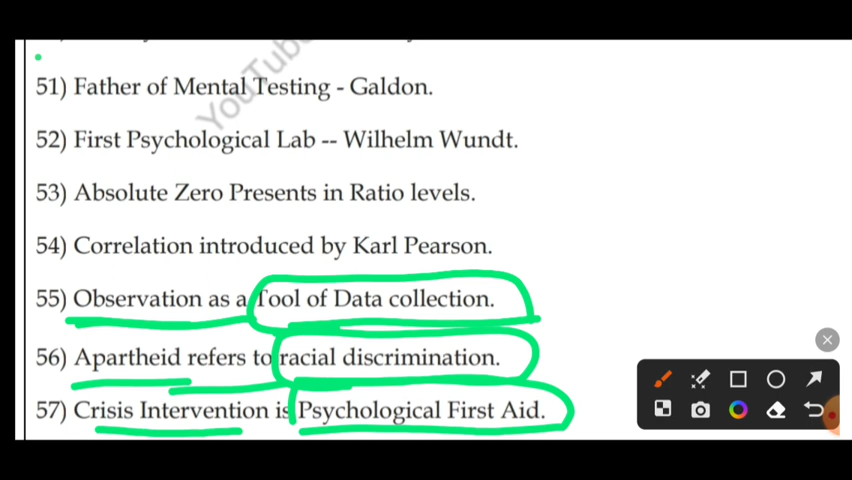 YouTube
51) Father of Mental Testing - Galdon.
52) First Psychological Lab -- Wilhelm Wundt.
53) Absolute Zero Presents in Ratio levels.
54) Correlation introduced by Karl Pearson.
55) Observation as a Tool of Data collection.
56) Apartheid refers to racial discrimination.
57) Crisis Intervention is Psychological First Aid.